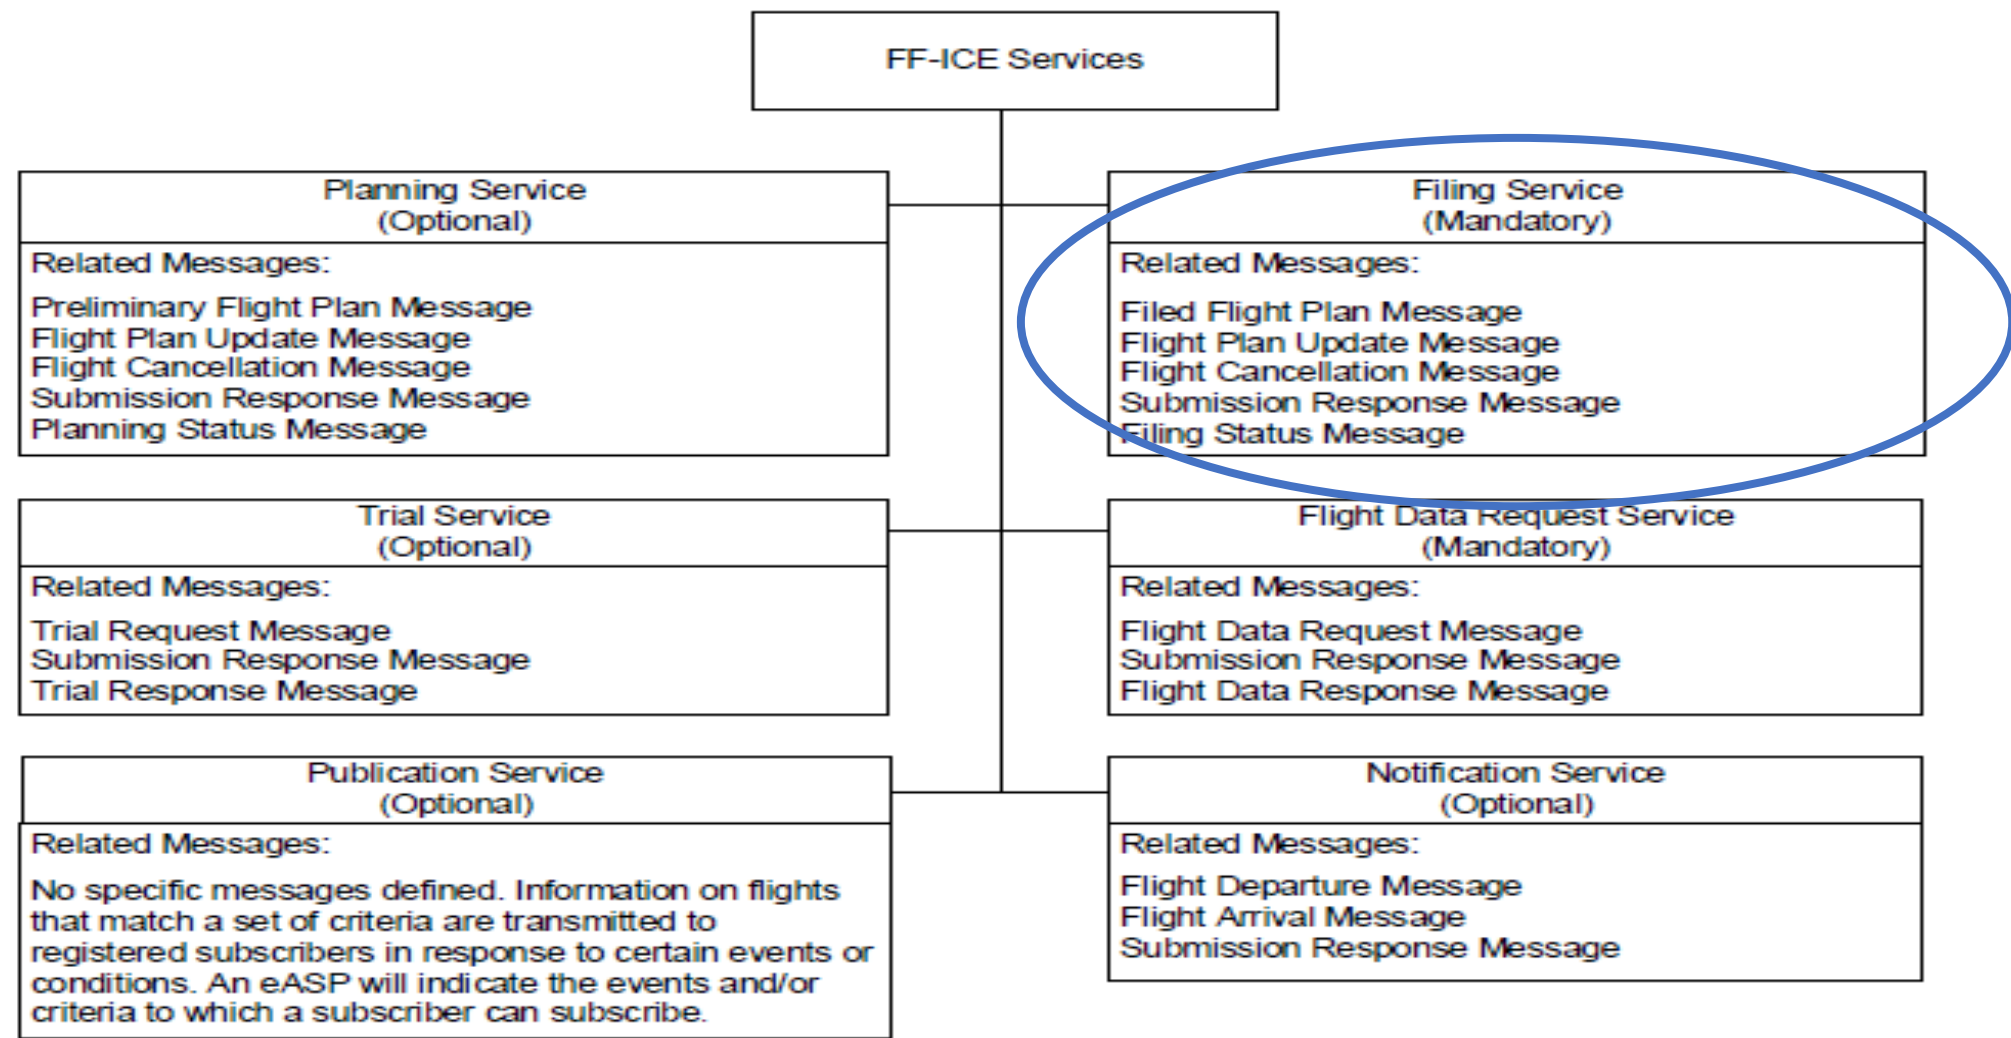 FF-ICE Services
Planning Service
(Optional)
Related Messages:
Preliminary Flight Plan Message
Flight Plan Update Message
Flight Cancellation Message
Submission Response Message
Planning Status Message
Filing Service
(Mandatory)
Related Messages:
Filed Flight Plan Message
Flight Plan Update Message
Flight Cancellation Message
Submission Response Message
Filing Status Message
Trial Service
(Optional)
Related Messages:
Trial Request Message
Submission Response Message
Trial Response Message
Flight Data Request Service
(Mandatory)
Related Messages:
Flight Data Request Message
Submission Response Message
Flight Data Response Message
Publication Service
(Optional)
Related Messages:
No specific messages defined. Information on flights
that match a set of criteria are transmitted to
registered subscribers in response to certain events or
conditions. An eASP will indicate the events and/or
criteria to which a subscriber can subscribe.
Notification Service
(Optional)
Related Messages:
Flight Departure Message
Flight Arrival Message
Submission Response Message